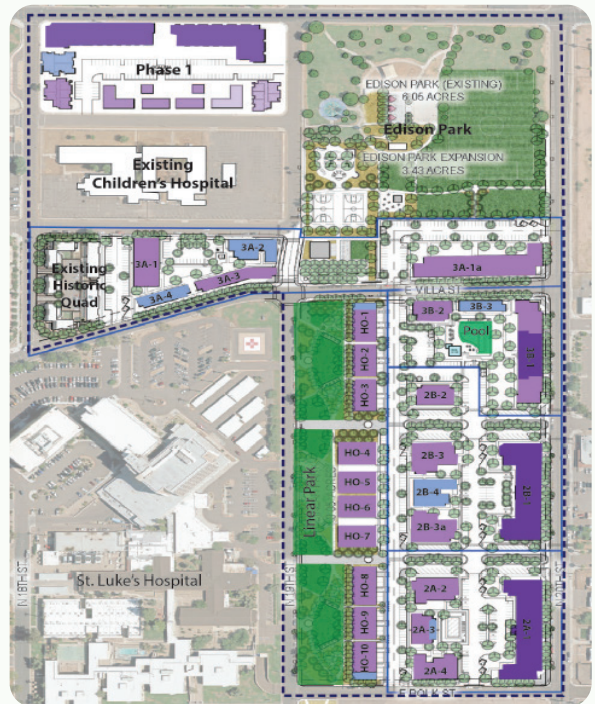 Phase 1
EDISON PARK (EXISTING)
6.05 ACRES
Edison Park
EDISON PARK EXPANSION
3.43 ACRES
Existing
Children's Hospital
3A-2
3A-1
3A-3
3A-4
3A-1a
Existing
Historic
Quad
E VILLA ST
3B-2
3B-3
Pool
3B-1
HO-1
HO-2
HO-3
2B-2
HO-4
2B-3
HO-5
2B-4
HO-6
2B-3a
HO-7
2B-1
Linear Park
N 18TH ST
St. Luke's Hospital
N 19TH ST
N 20TH ST
HO-8
2A-2
HO-9
2A-3
2A-1
HO-10
2A-4
E POLK ST